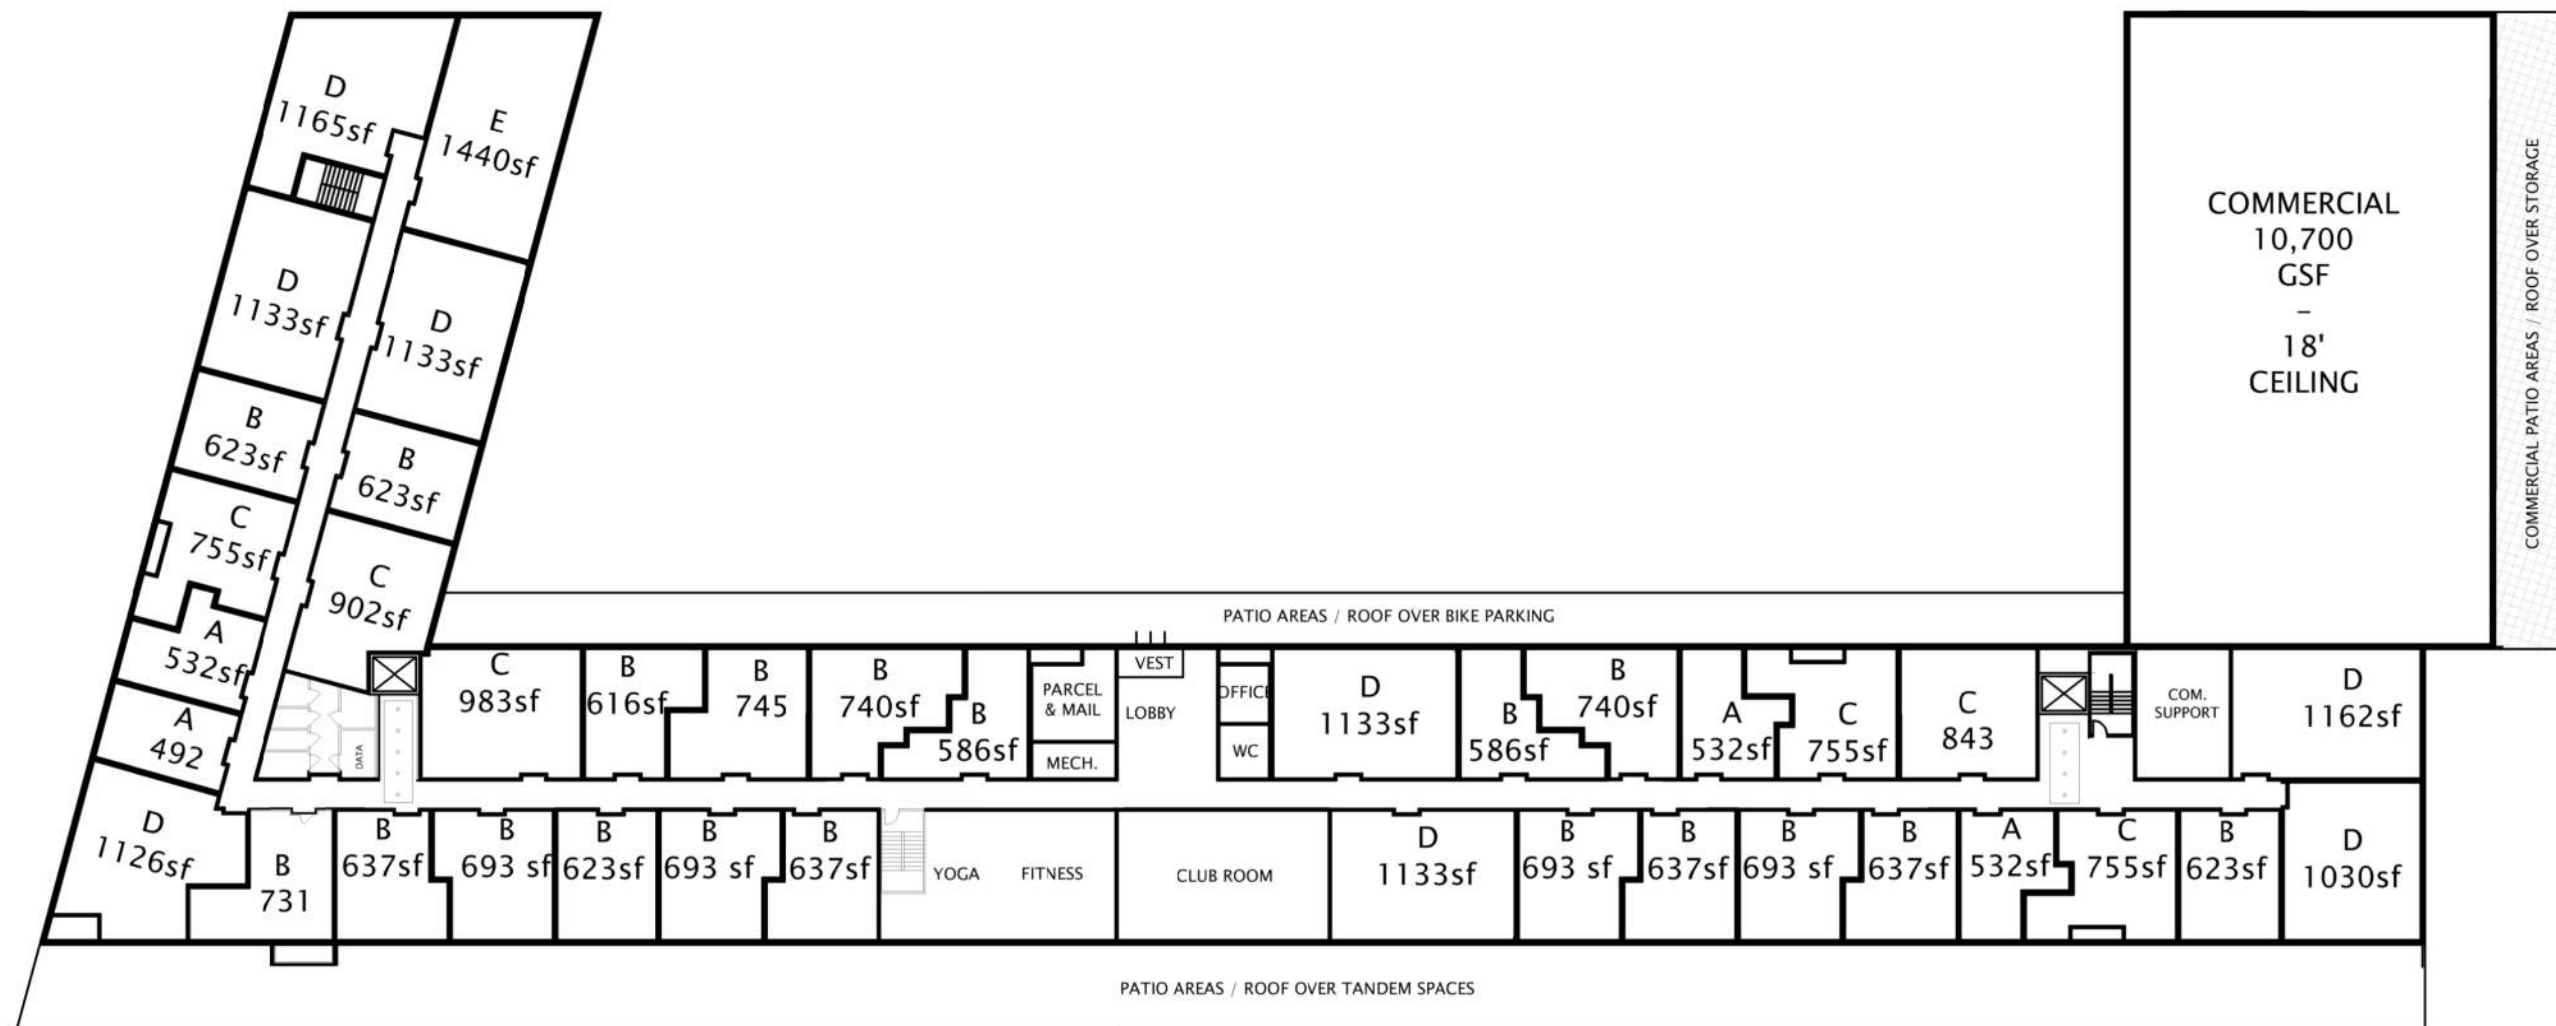 D
1165sf
E
1440sf
D
1133sf
D
1133sf
B
623sf
B
623sf
C
755sf
C
902sf
A
532sf
A
492
D
1126sf
DATA
C
983sf
B
616sf
B
745
B
740sf
B
586sf
PARCEL
& MAIL
MECH.
VEST
LOBBY
OFFICE
WC
D
1133sf
B
586sf
B
740sf
A
532sf
C
755sf
C
843
COM.
SUPPORT
D
1162sf
B
731
B
637sf
B
693 sf
B
623sf
B
693 sf
B
637sf
YOGA
FITNESS
CLUB ROOM
D
1133sf
B
693 sf
B
637sf
B
693 sf
B
637sf
A
532sf
C
755sf
B
623sf
D
1030sf
PATIO AREAS / ROOF OVER BIKE PARKING
PATIO AREAS / ROOF OVER TANDEM SPACES
COMMERCIAL
10,700
GSF
–
18'
CEILING
COMMERCIAL PATIO AREAS / ROOF OVER STORAGE